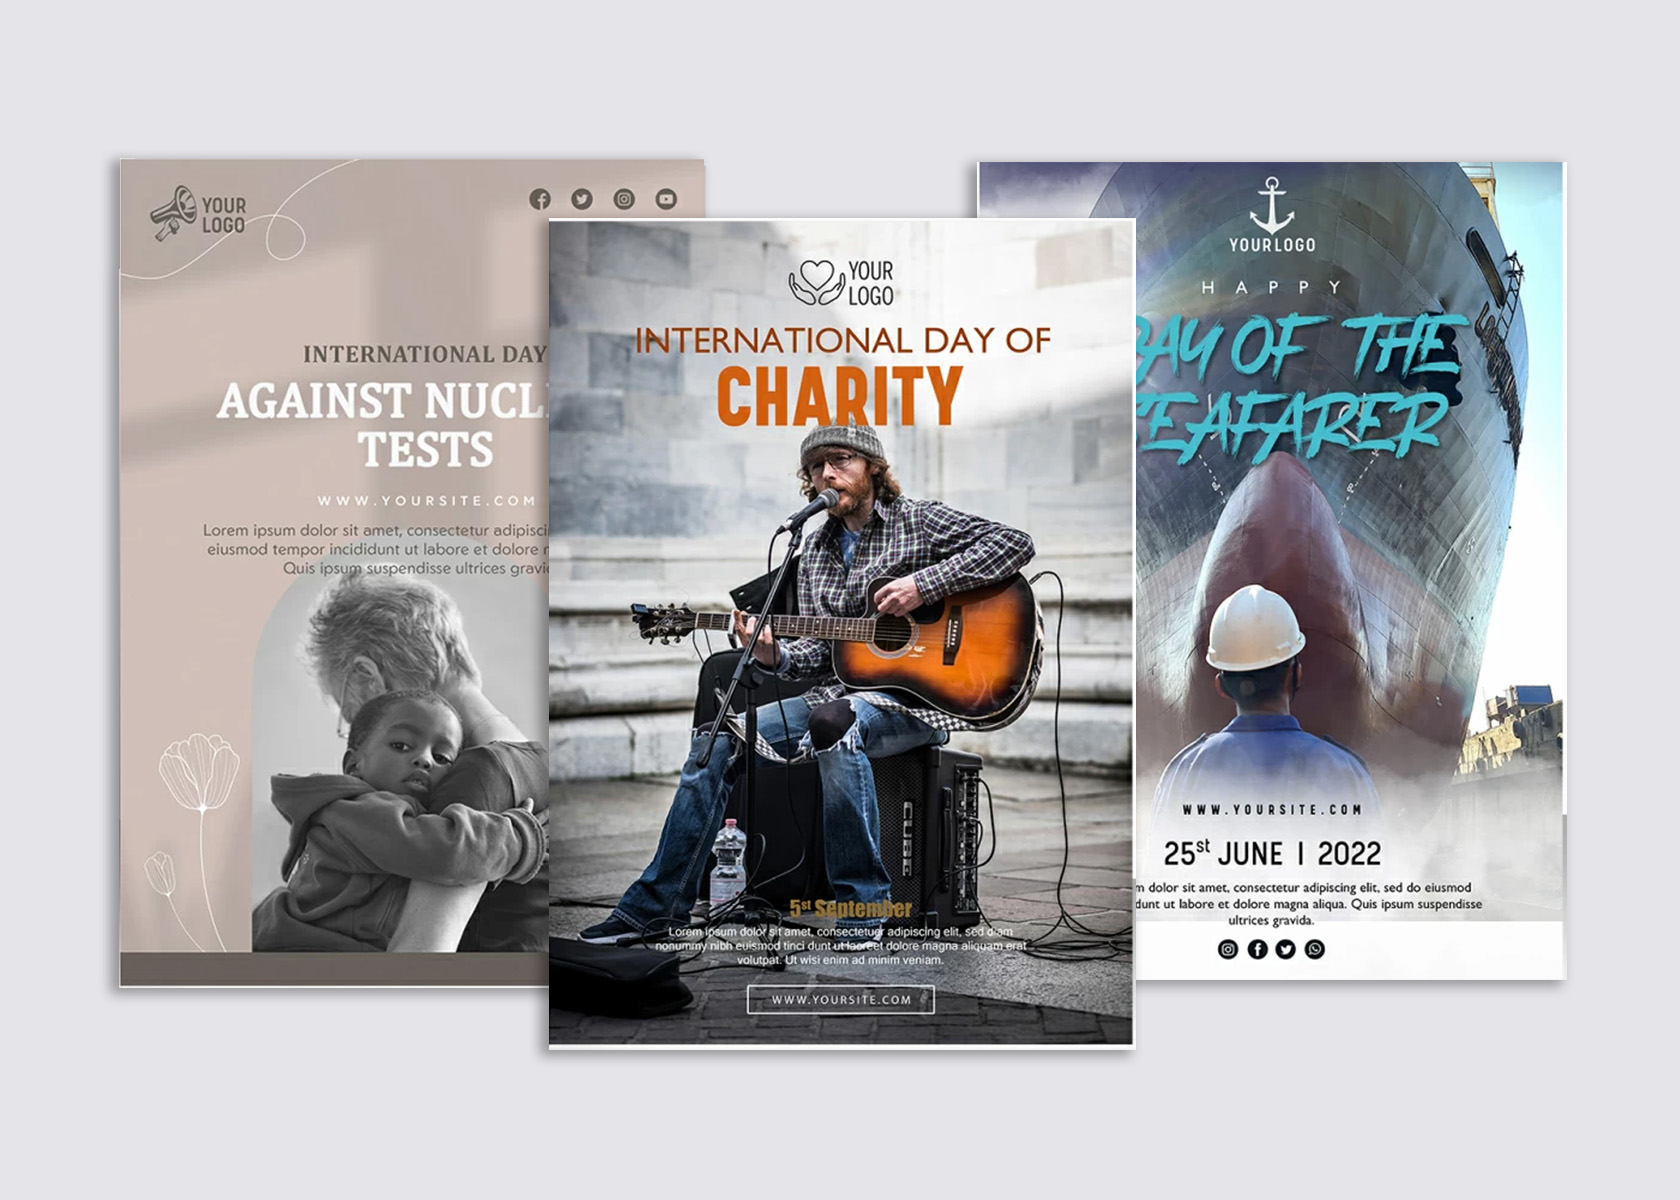 YOUR
LOGO
INTERNATIONAL DAY
AGAINST NUCL
TESTS
WWW.YOURSITE.COM
Lorem ipsum dolor sit amet, consectetur adipisci
eiusmod tempor incididunt ut labore et dolore
Quis ipsum suspendisse ultrices gravi
YOUR
LOGO
INTERNATIONAL DAY OF
CHARITY
CUBE
5st September
Lorem ipsum dolor sit amet, consectetuer adipiscing elit, sed diam
nonummy nibh euismod tinci dunt ut laoreet dolore magna aliquam erat
volutpat. Ut wisi enim ad minim veniam.
WWW.YOURSITE.COM
YOURLOGO
HAPPY
DAY OF THE
EAFARER
WWW.YOURSITE.COM
25st JUNE | 2022
m dolor sit amet, consectetur adipiscing elit, sed do eiusmod
dunt ut labore et dolore magna aliqua. Quis ipsum suspendisse
ultrices gravida.